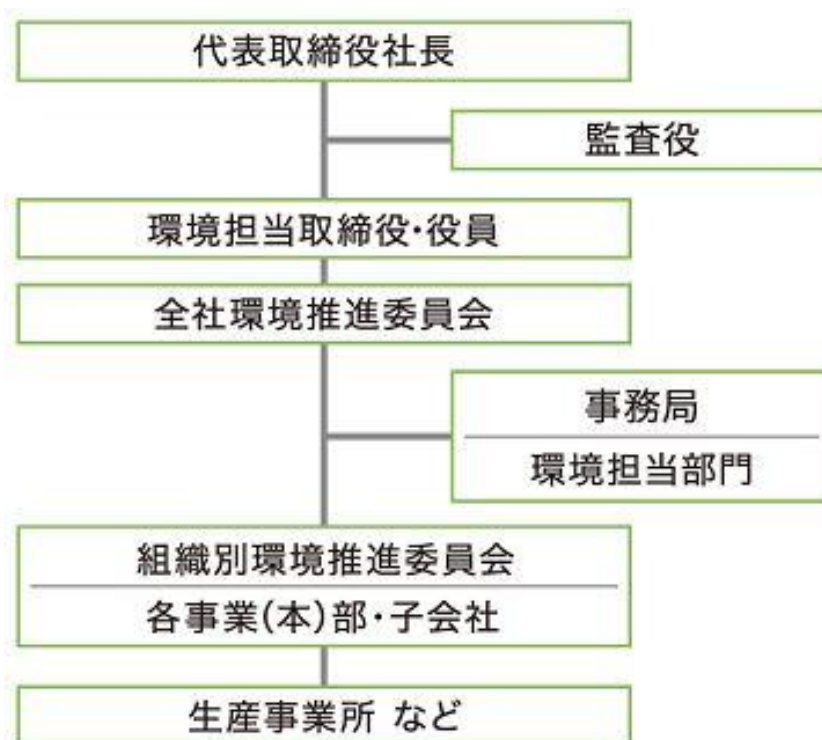 代表取締役社長
監査役
環境担当取締役・役員
全社環境推進委員会
事務局
環境担当部門
組織別環境推進委員会
各事業(本)部・子会社
生産事業所 など